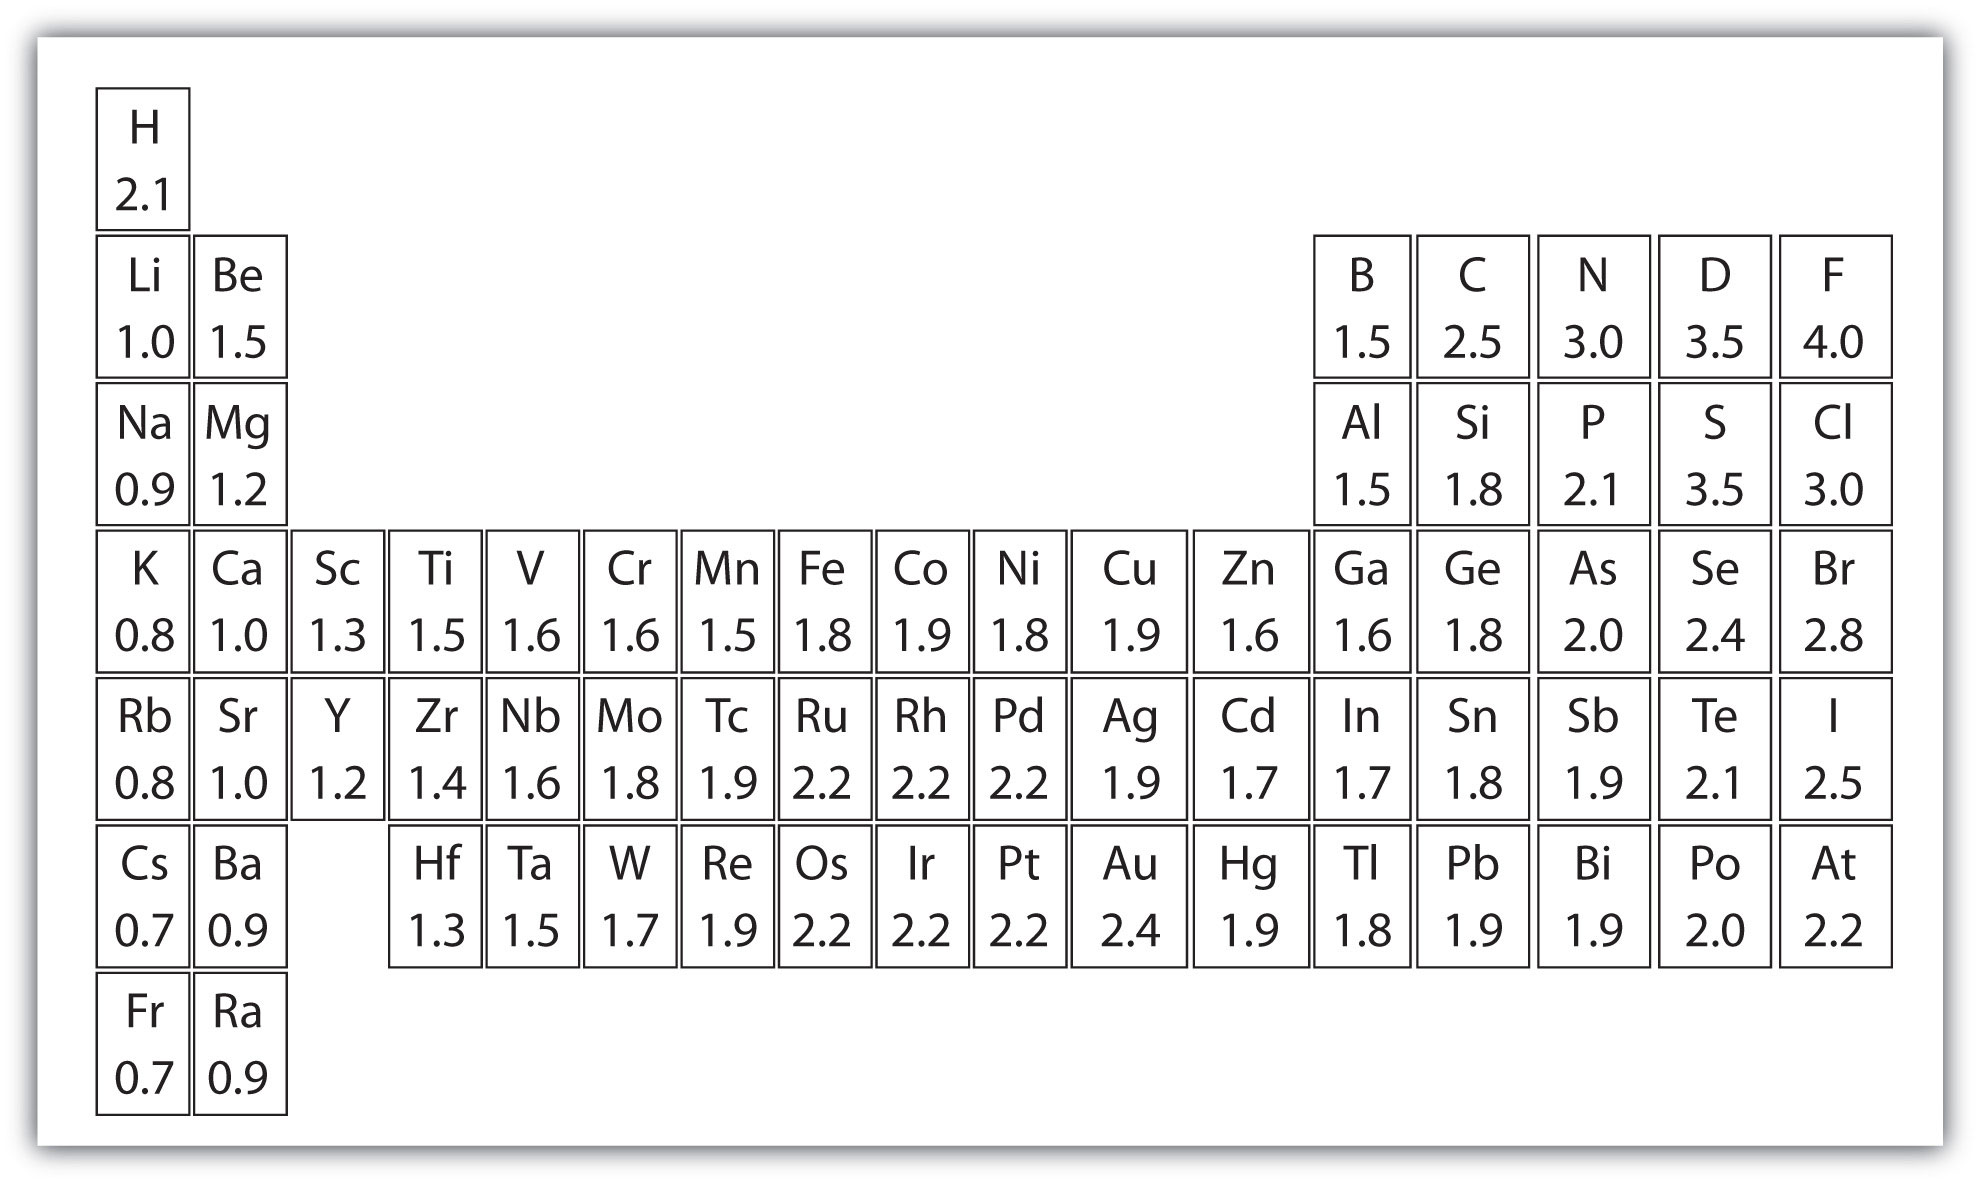 H
2.1
Li Be B C N D F
1.0 1.5 1.5 2.5 3.0 3.5 4.0
Na Mg Al Si P S Cl
0.9 1.2 1.5 1.8 2.1 3.5 3.0
K Ca Sc Ti V Cr Mn Fe Co Ni Cu Zn Ga Ge As Se Br
0.8 1.0 1.3 1.5 1.6 1.6 1.5 1.8 1.9 1.8 1.9 1.6 1.6 1.8 2.0 2.4 2.8
Rb Sr Y Zr Nb Mo Tc Ru Rh Pd Ag Cd In Sn Sb Te I
0.8 1.0 1.2 1.4 1.6 1.8 1.9 2.2 2.2 2.2 1.9 1.7 1.7 1.8 1.9 2.1 2.5
Cs Ba Hf Ta W Re Os Ir Pt Au Hg Tl Pb Bi Po At
0.7 0.9 1.3 1.5 1.7 1.9 2.2 2.2 2.2 2.4 1.9 1.8 1.9 1.9 2.0 2.2
Fr Ra
0.7 0.9